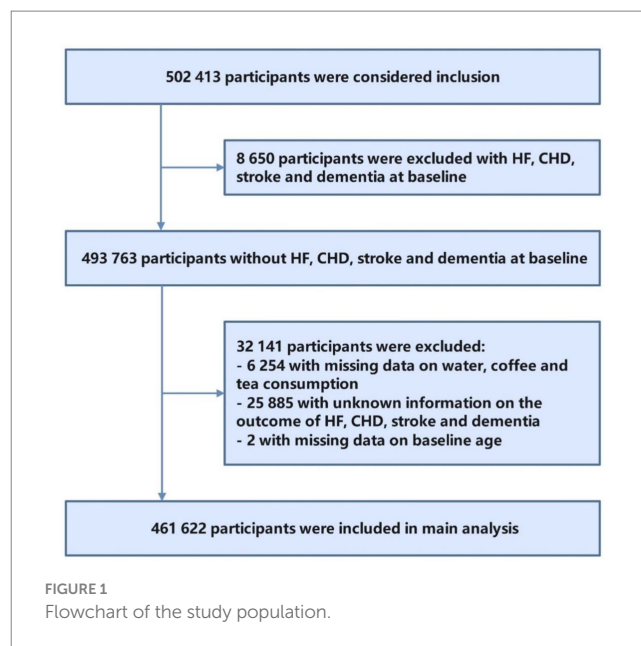 502 413 participants were considered inclusion
8 650 participants were excluded with HF, CHD,
stroke and dementia at baseline
493 763 participants without HF, CHD, stroke and dementia at baseline
32 141 participants were excluded:
- 6 254 with missing data on water, coffee and
tea consumption
- 25 885 with unknown information on the
outcome of HF, CHD, stroke and dementia
- 2 with missing data on baseline age
461 622 participants were included in main analysis
FIGURE 1
Flowchart of the study population.